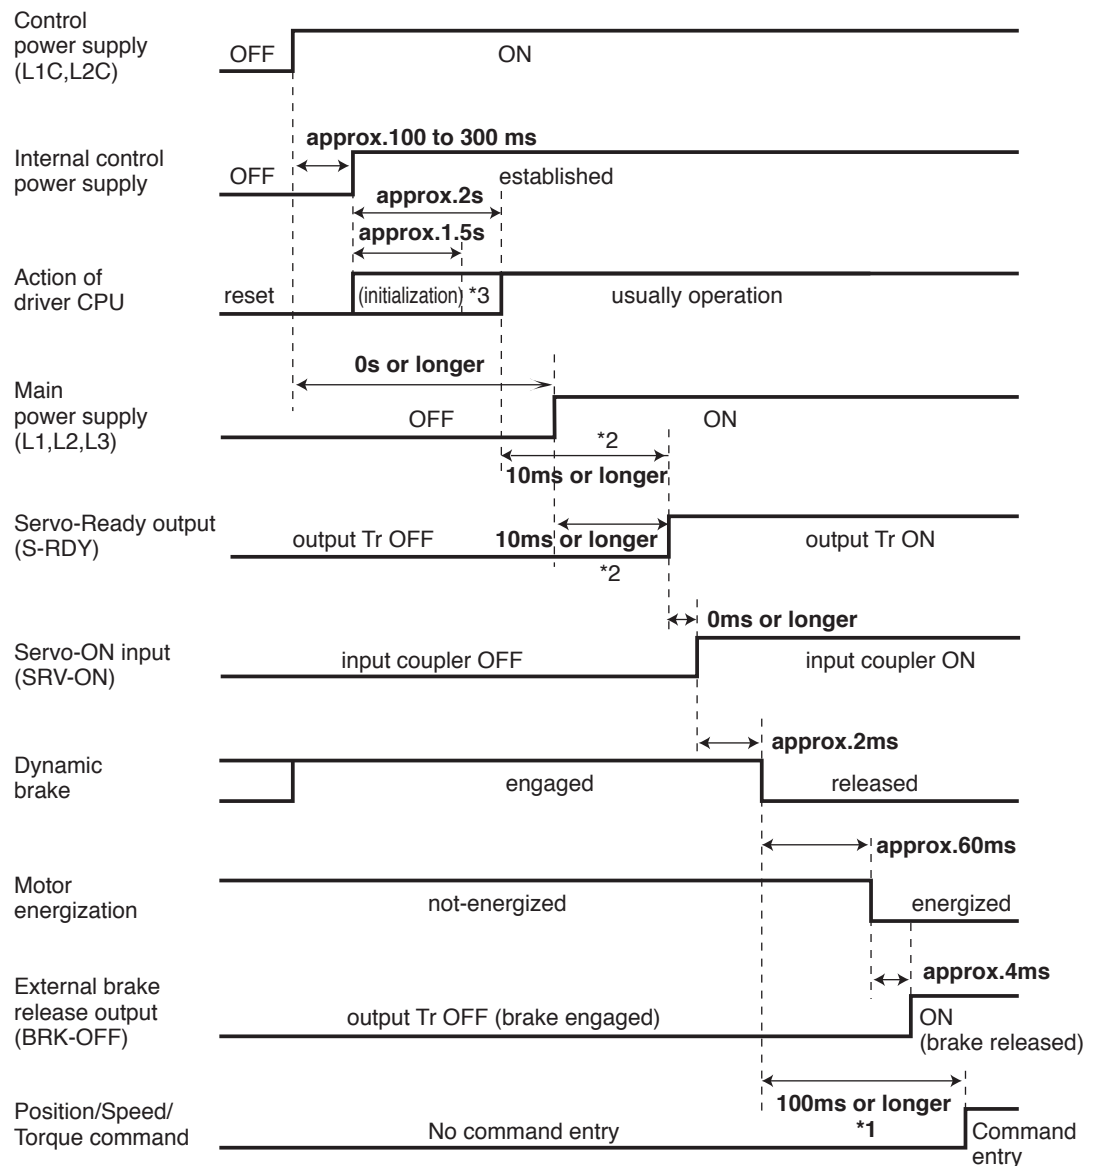 Control
power supply
(L1C,L2C)
OFF
ON
approx.100 to 300 ms
Internal control
power supply
OFF
established
approx.2s
approx.1.5s
Action of
driver CPU
reset
(initialization) *3
usually operation
0s or longer
Main
power supply
(L1,L2,L3)
OFF
ON
*2
10ms or longer
Servo-Ready output
(S-RDY)
output Tr OFF
10ms or longer
output Tr ON
*2
0ms or longer
Servo-ON input
(SRV-ON)
input coupler OFF
input coupler ON
approx.2ms
Dynamic
brake
engaged
released
approx.60ms
Motor
energization
not-energized
energized
approx.4ms
External brake
release output
(BRK-OFF)
output Tr OFF (brake engaged)
ON
(brake released)
100ms or longer
*1
Position/Speed/
Torque command
No command entry
Command
entry